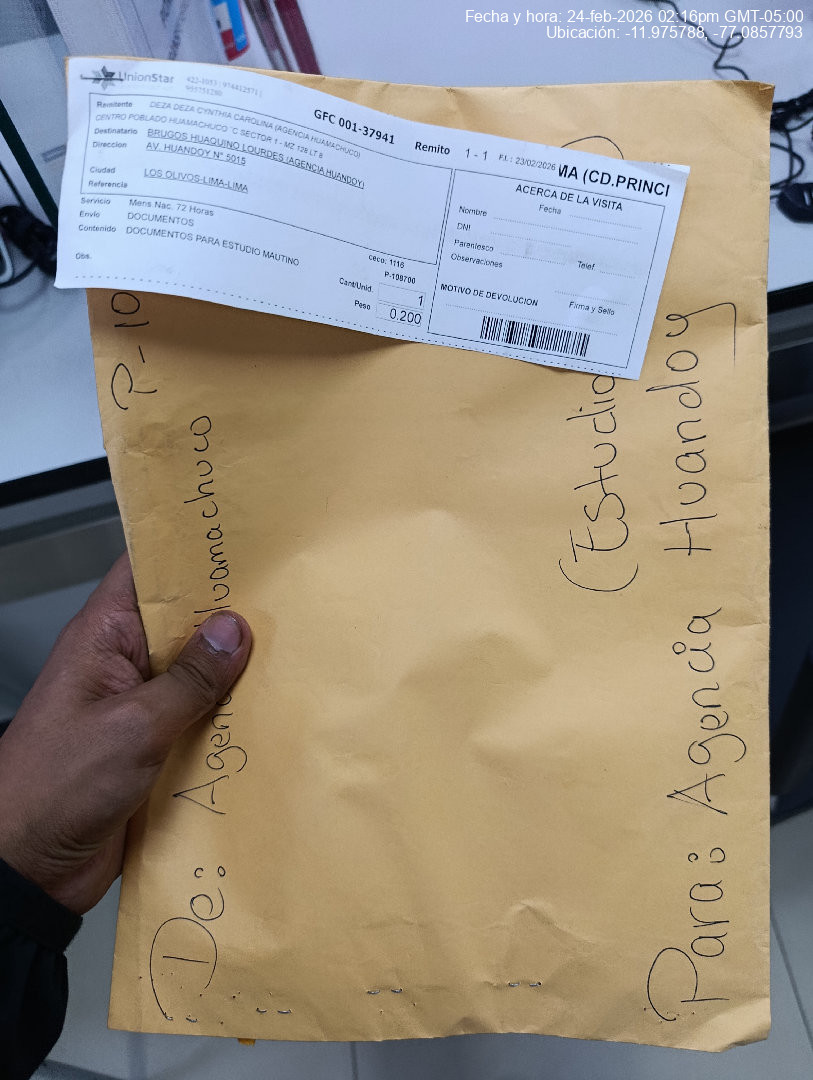 Fecha y hora: 24-feb-2026 02:16pm GMT-05:00
Ubicación: -11.975788, -77.0857793
UnionStar
GFC 001-37941
Remito 1 - 1 F.I.: 23/02/2026
MA (CD.PRINCI
Remitente DEZA DEZA CYNTHIA CAROLINA (AGENCIA HUAMACHUCO)
CENTRO POBLADO HUAMACHUCO "C SECTOR 1 - MZ 128 LT 8
Destinatario BRUGOS HUAQUINO LOURDES (AGENCIA HUANDOY)
Direccion AV. HUANDOY N° 5015
Ciudad LOS OLIVOS-LIMA-LIMA
Referencia
Servicio Mens Nac. 72 Horas
Envio DOCUMENTOS
Contenido DOCUMENTOS PARA ESTUDIO MAUTINO
Obs.
ceco: 1116
P-108700
Cant/Unid. 1
Peso 0.200
ACERCA DE LA VISITA
Fecha
Nombre
DNI
Parentesco
Telef
Observaciones
MOTIVO DE DEVOLUCION
Firma y Sello
P-10
De: Agencia Huamachuco
(Estudio
Para: Agencia Huandoy